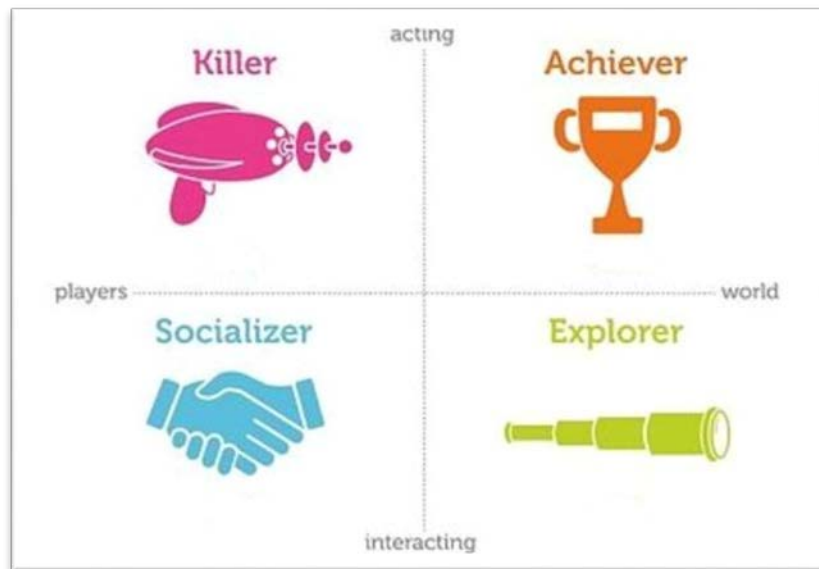 acting
Killer
Achiever
players
world
Socializer
Explorer
interacting